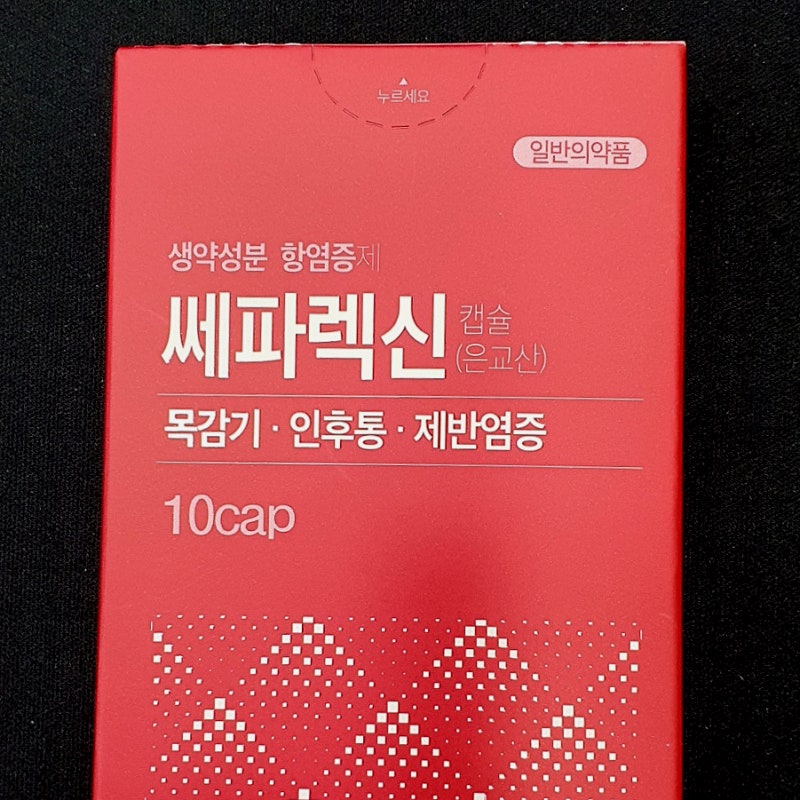 누르세요
일반의약품
생약성분 항염증제
쎄파렉신 캡슐
(은교산)
목감기 · 인후통 · 제반염증
10cap